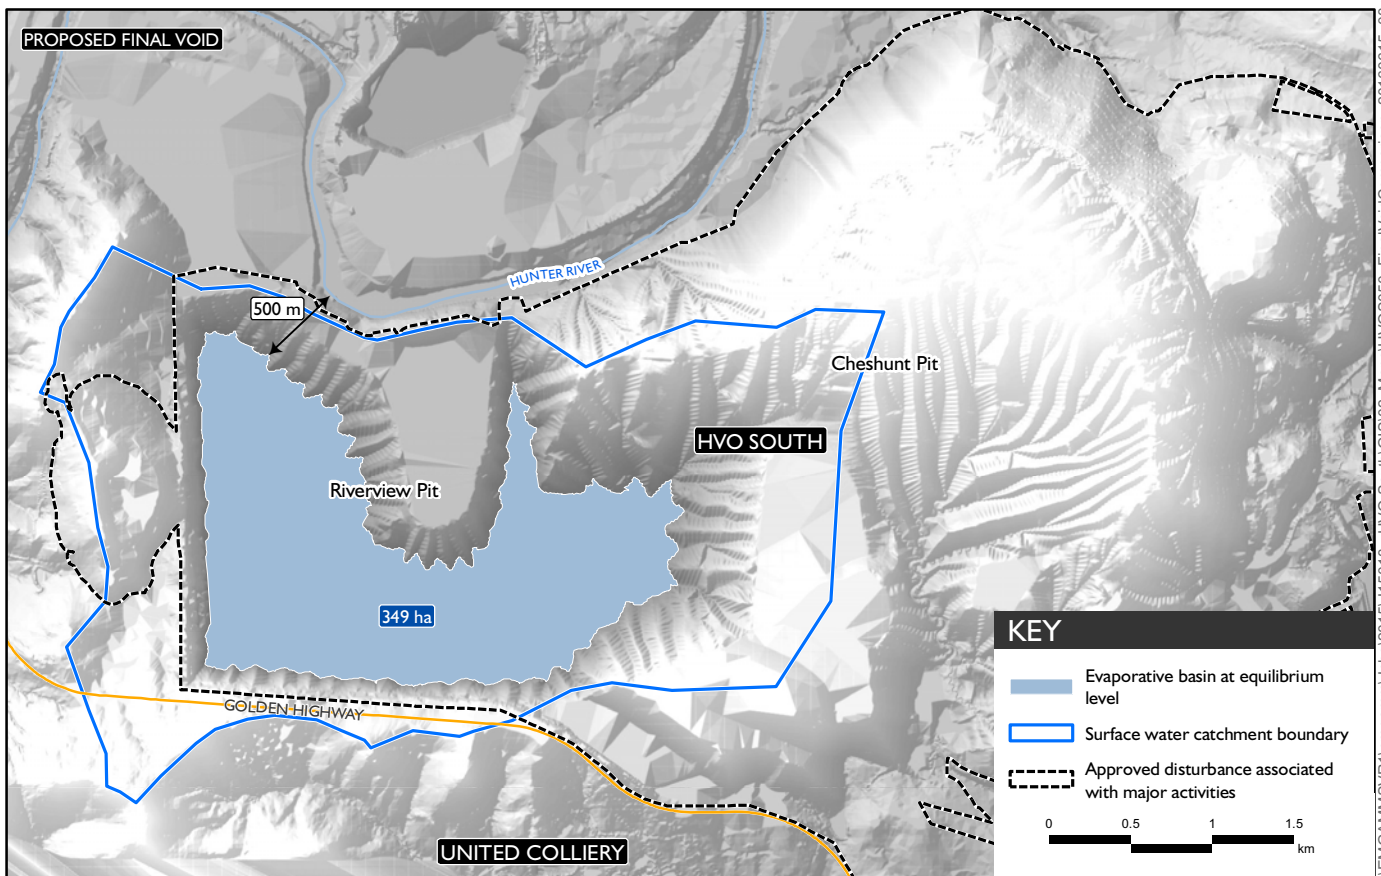 PROPOSED FINAL VOID
HUNTER RIVER
500 m
Cheshunt Pit
HVO SOUTH
Riverview Pit
349 ha
GOLDEN HIGHWAY
UNITED COLLIERY
KEY
Evaporative basin at equilibrium
level
Surface water catchment boundary
Approved disturbance associated
with major activities
0 0.5 1 1.5
km